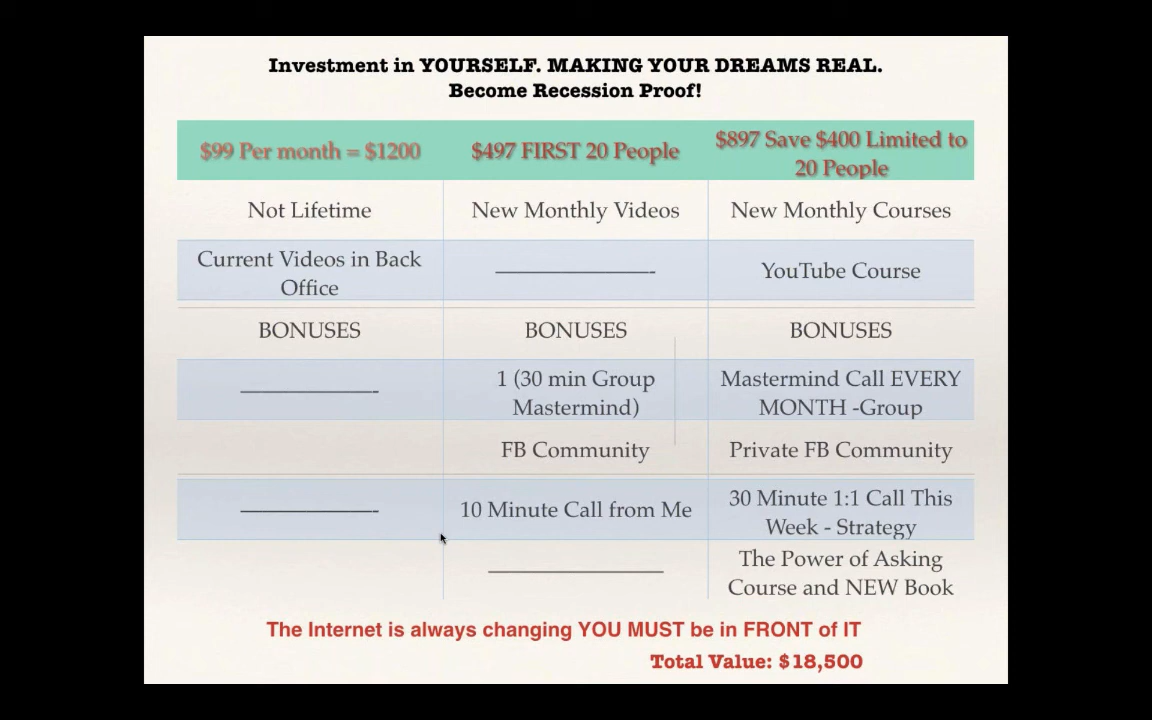 Investment in YOURSELF. MAKING YOUR DREAMS REAL.
Become Recession Proof!
$99 Per month = $1200
$497 FIRST 20 People
$897 Save $400 Limited to
20 People
Not Lifetime
New Monthly Videos
New Monthly Courses
Current Videos in Back
Office
YouTube Course
BONUSES
BONUSES
BONUSES
1 (30 min Group
Mastermind)
Mastermind Call EVERY
MONTH -Group
FB Community
Private FB Community
10 Minute Call from Me
30 Minute 1:1 Call This
Week - Strategy
The Power of Asking
Course and NEW Book
The Internet is always changing YOU MUST be in FRONT of IT
Total Value: $18,500